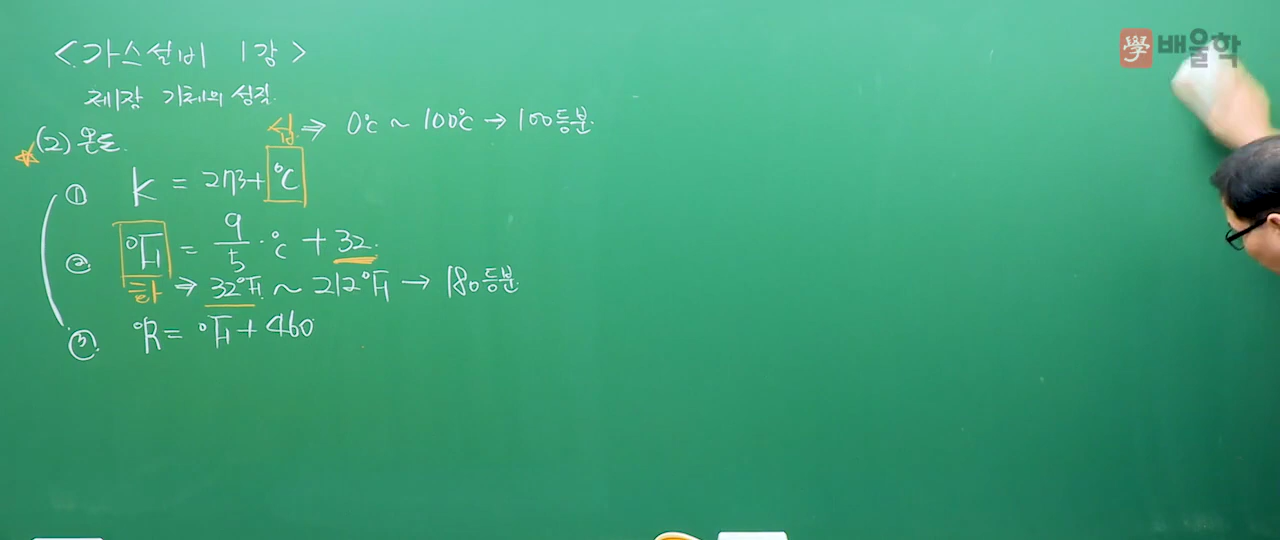 <가스설비 1강>
제1장 기체의 성질
(2) 온도
섭씨 ⇒ 0℃ ~ 100℃ → 100등분
① k = 273 + ℃
② ℉ = 9/5 · ℃ + 32
화 ⇒ 32℉ ~ 212℉ → 180등분
③ °R = ℉ + 460
學 배울학